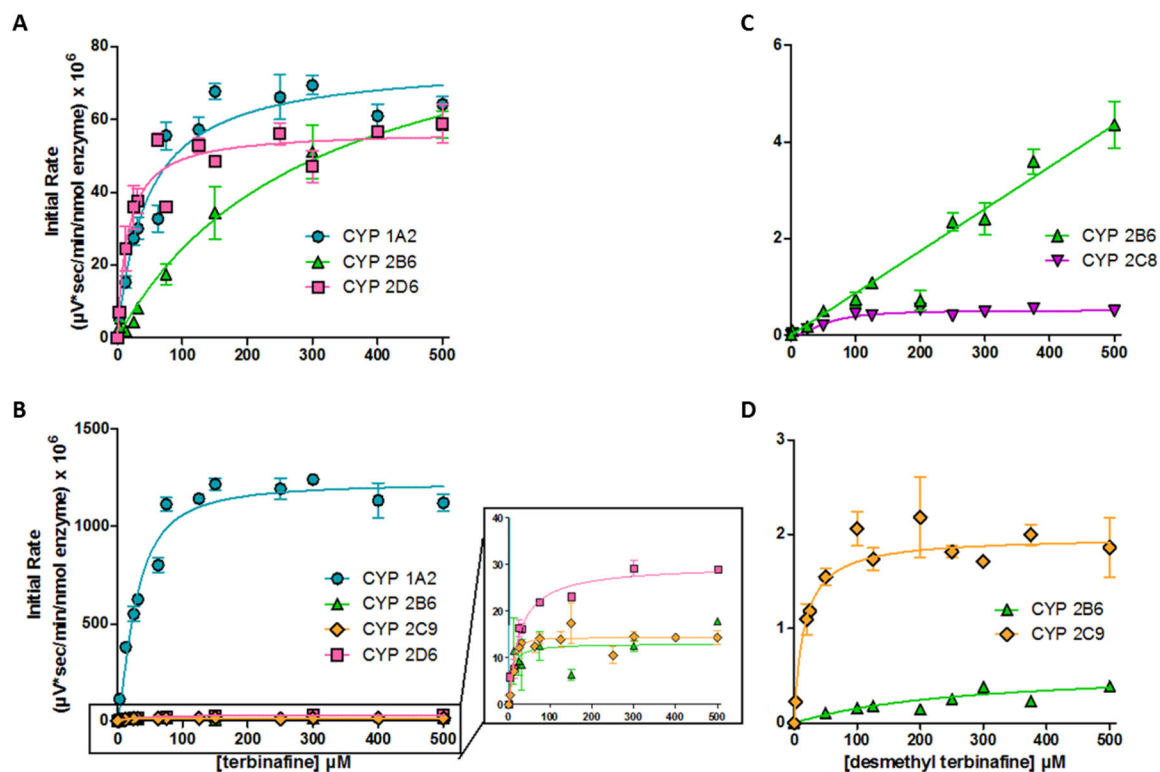 A
Initial Rate
(µV*sec/min/nmol enzyme) x 10⁶
80
60
40
20
0
0 100 200 300 400 500
CYP 1A2
CYP 2B6
CYP 2D6
C
6
4
2
0
0 100 200 300 400 500
CYP 2B6
CYP 2C8
B
Initial Rate
(µV*sec/min/nmol enzyme) x 10⁶
1500
1000
500
0
0 100 200 300 400 500
[terbinafine] µM
CYP 1A2
CYP 2B6
CYP 2C9
CYP 2D6
40
30
20
10
0
0 100 200 300 400 500
D
3
2
1
0
0 100 200 300 400 500
[desmethyl terbinafine] µM
CYP 2B6
CYP 2C9